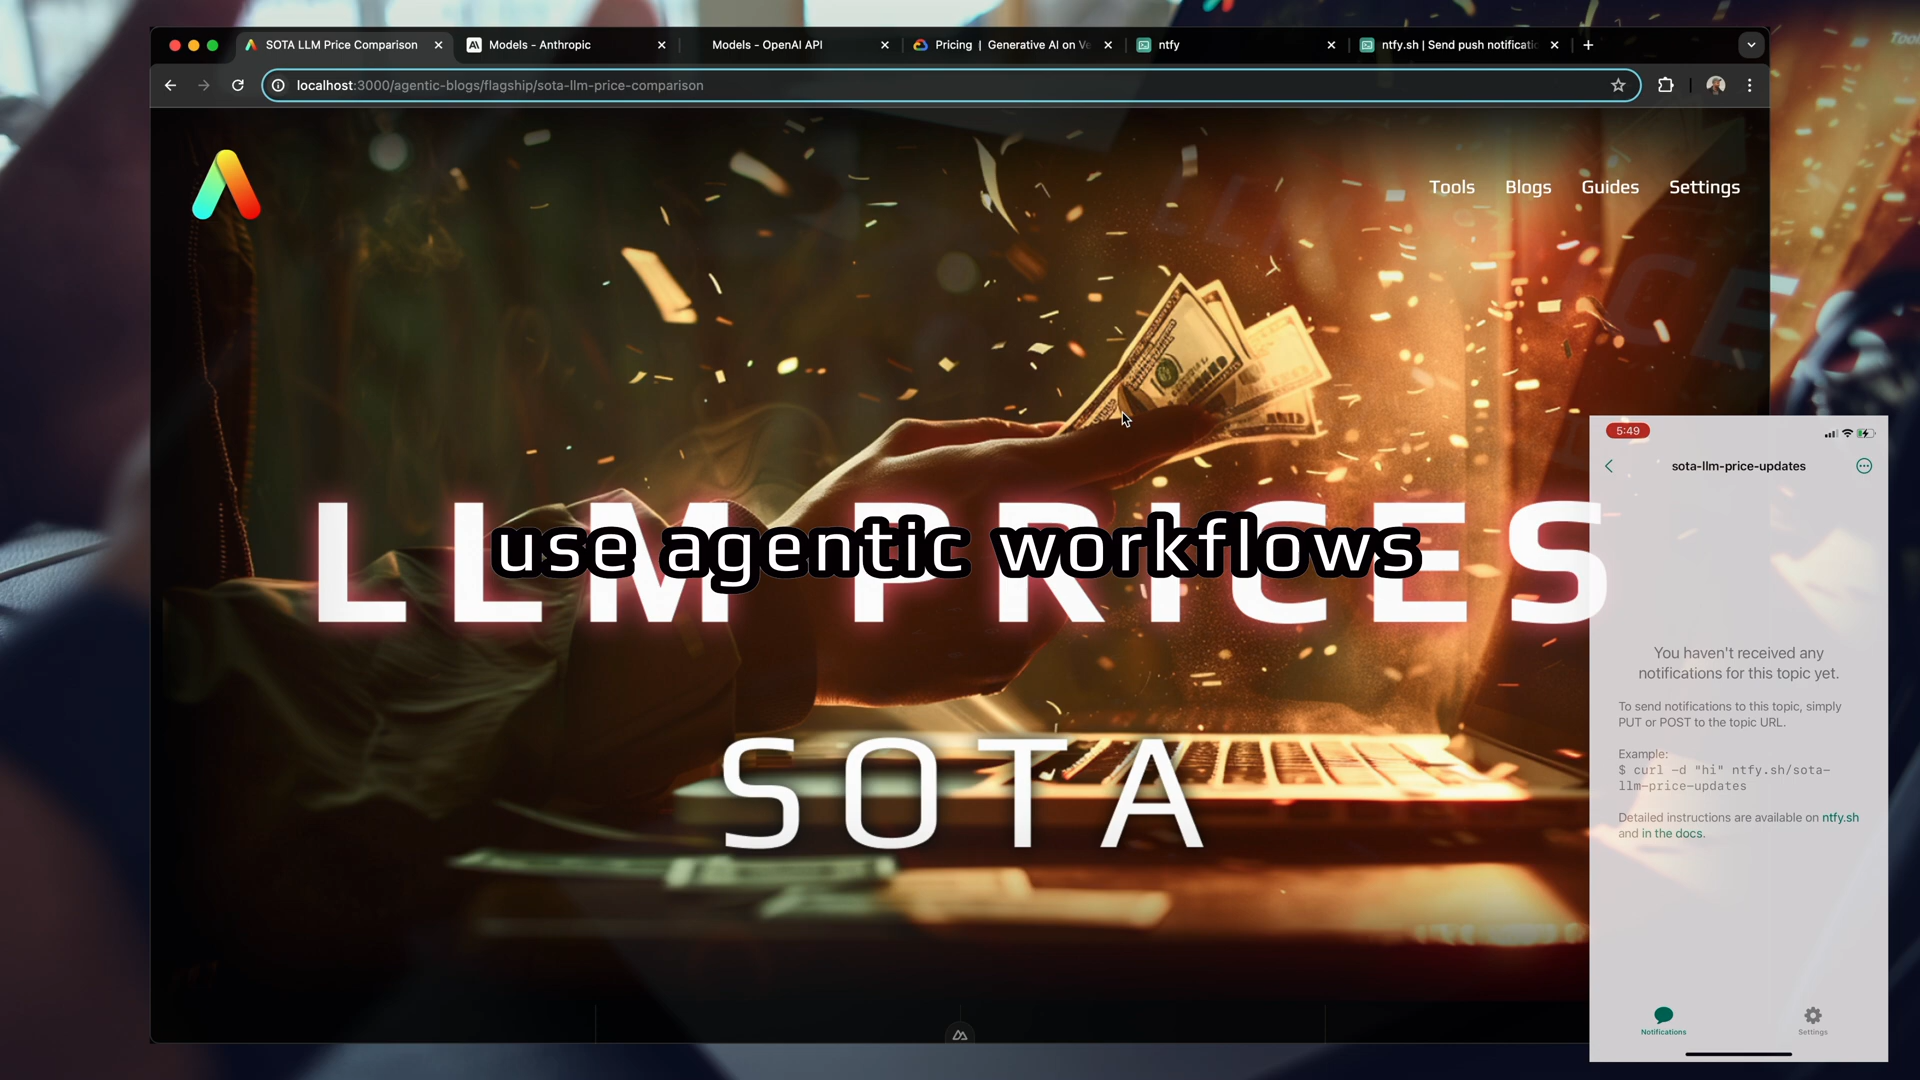 SOTA LLM Price Comparison
Models - Anthropic
Models - OpenAI API
Pricing | Generative AI on Ve
ntfy
ntfy.sh | Send push notificatio
localhost:3000/agentic-blogs/flagship/sota-llm-price-comparison
Tools Blogs Guides Settings
LLM PRICES
use agentic workflows
SOTA
5:49
sota-llm-price-updates
You haven't received any
notifications for this topic yet.
To send notifications to this topic, simply
PUT or POST to the topic URL.
Example:
$ curl -d "hi" ntfy.sh/sota-
llm-price-updates
Detailed instructions are available on ntfy.sh
and in the docs.
Notifications
Settings